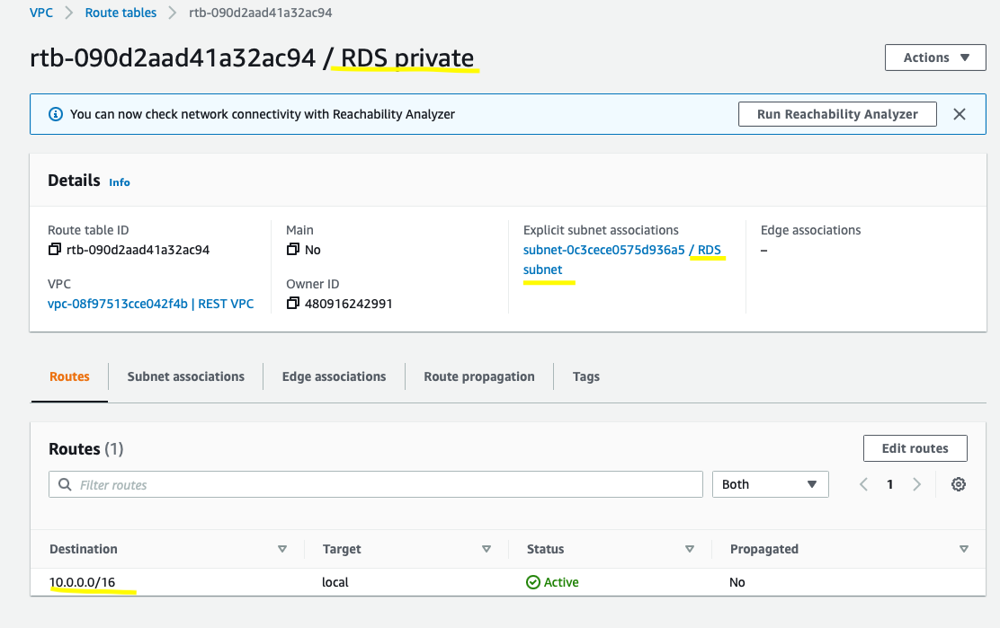 VPC > Route tables > rtb-090d2aad41a32ac94
rtb-090d2aad41a32ac94 / RDS private
Actions
You can now check network connectivity with Reachability Analyzer
Run Reachability Analyzer
Details Info
Route table ID
rtb-090d2aad41a32ac94
Main
No
Explicit subnet associations
subnet-0c3cece0575d936a5 / RDS
subnet
Edge associations
–
VPC
vpc-08f97513cce042f4b | REST VPC
Owner ID
480916242991
Routes
Subnet associations
Edge associations
Route propagation
Tags
Routes (1)
Edit routes
Filter routes
Both
1
Destination Target Status Propagated
10.0.0.0/16 local Active No